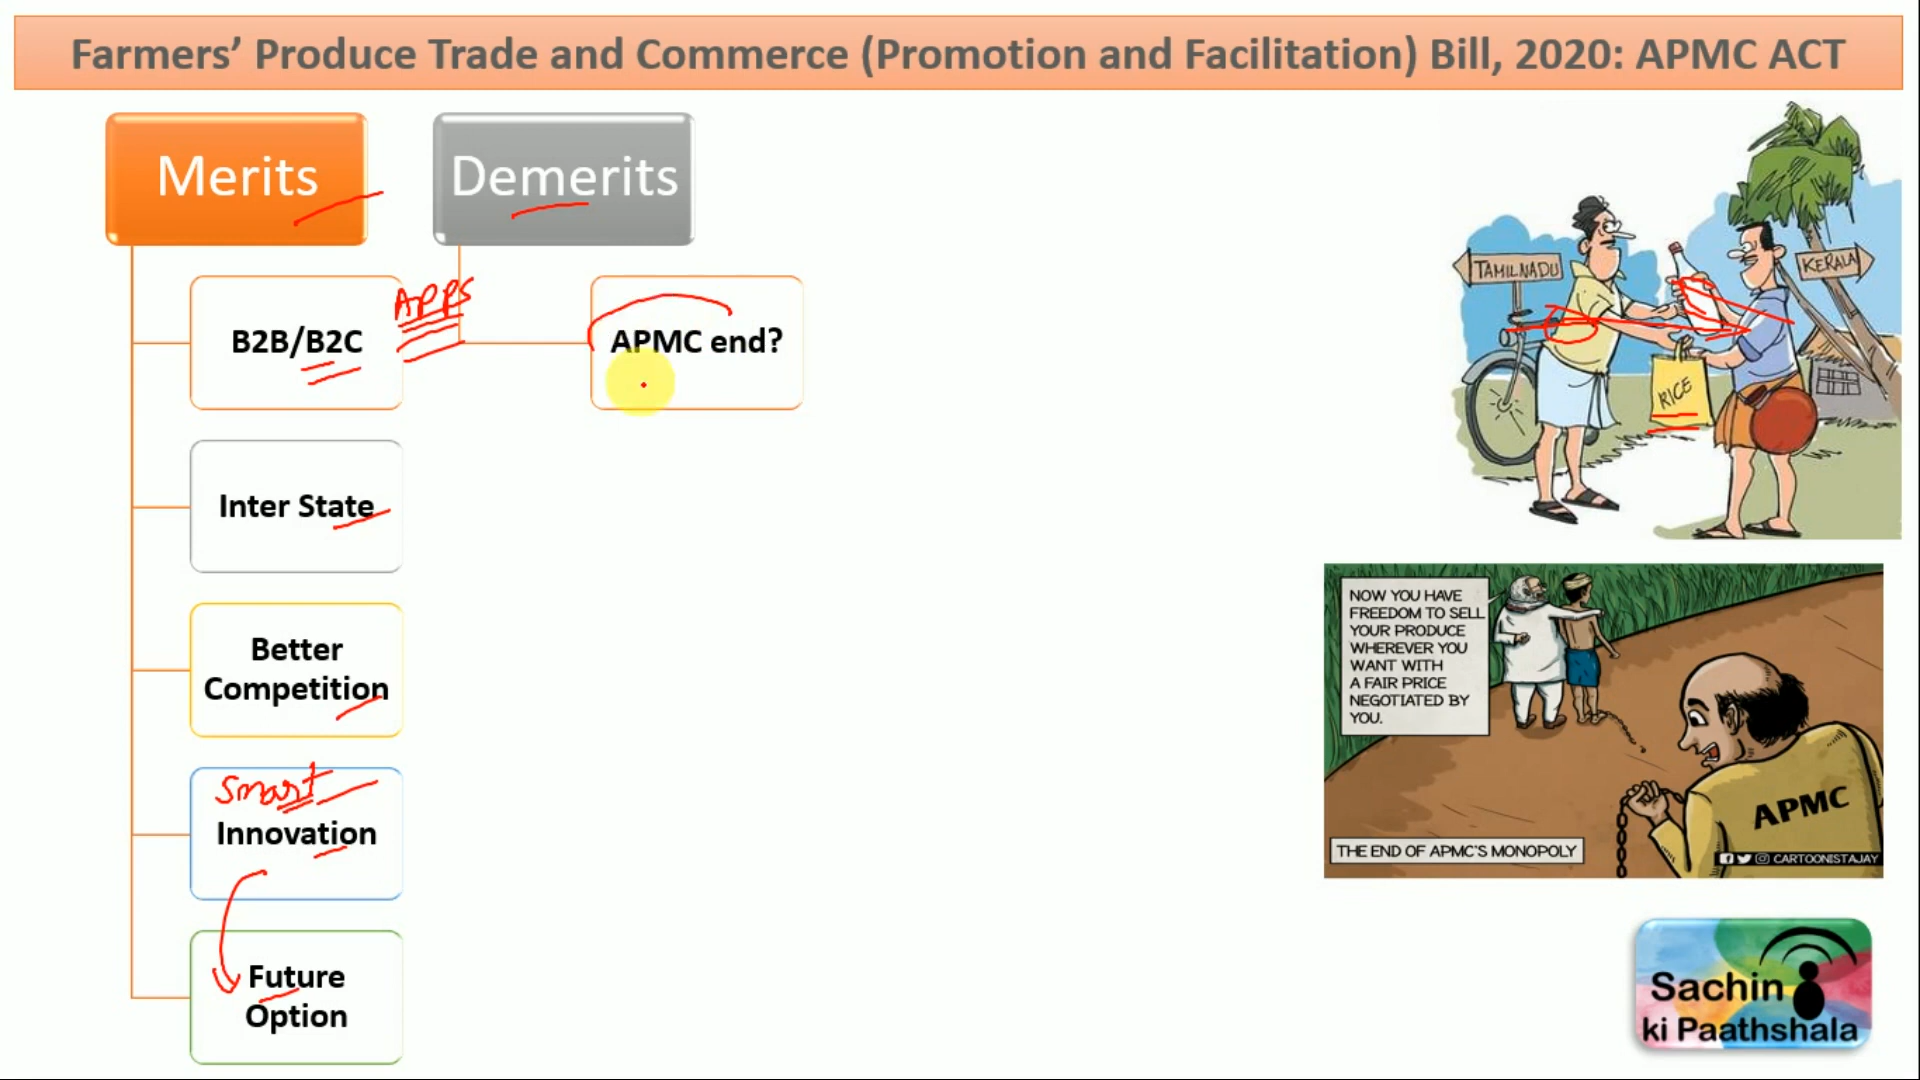 Farmers’ Produce Trade and Commerce (Promotion and Facilitation) Bill, 2020: APMC ACT
Merits
Demerits
B2B/B2C
Apps
APMC end?
Inter State
Better
Competition
Smart
Innovation
Future
Option
TAMILNADU
KERALA
RICE
NOW YOU HAVE
FREEDOM TO SELL
YOUR PRODUCE
WHEREVER YOU
WANT WITH
A FAIR PRICE
NEGOTIATED BY
YOU.
APMC
THE END OF APMC'S MONOPOLY
CARTOONISTAJAY
Sachin
ki Paathshala